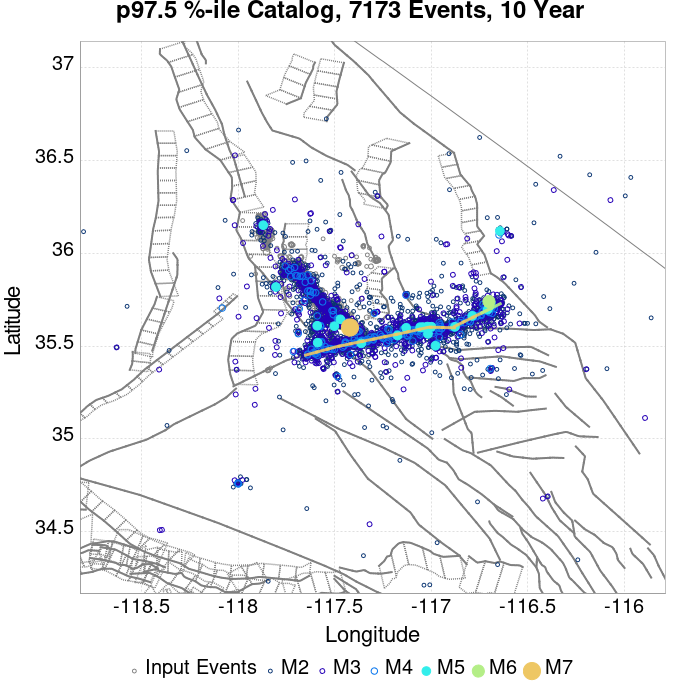 p97.5 %-ile Catalog, 7173 Events, 10 Year
37
36.5
36
35.5
35
34.5
Latitude
-118.5 -118 -117.5 -117 -116.5 -116
Longitude
Input Events M2 M3 M4 M5 M6 M7